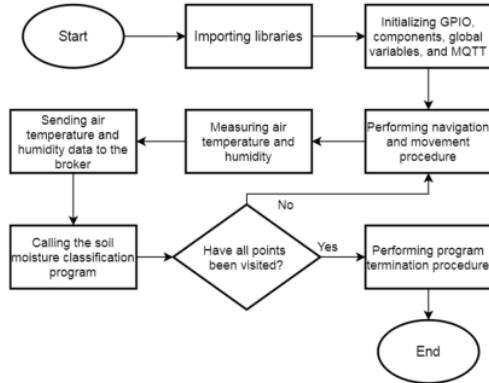 Start
Importing libraries
Initializing GPIO,
components, global
variables, and MQTT
Sending air
temperature and
humidity data to the
broker
Measuring air
temperature and
humidity
Performing navigation
and movement
procedure
No
Calling the soil
moisture classification
program
Have all points
been visited?
Yes
Performing program
termination procedure
End